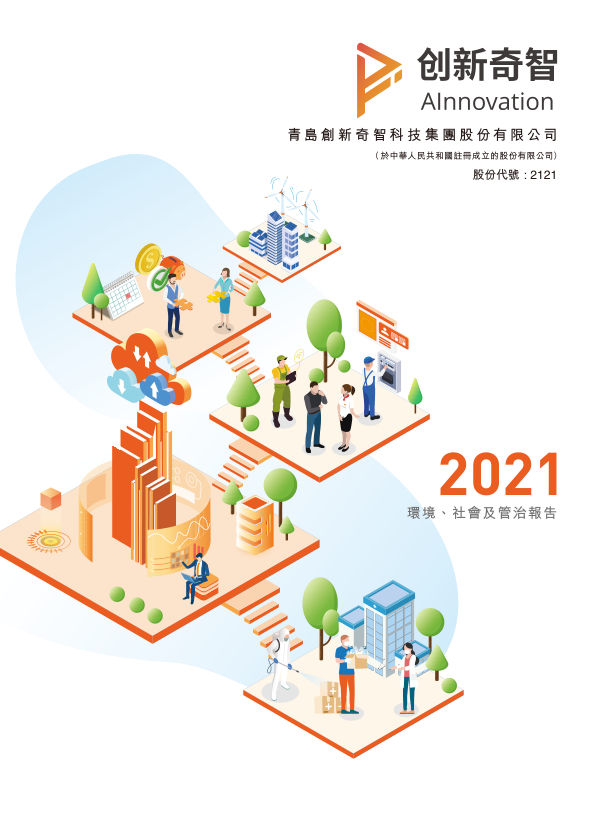 创新奇智
AInnovation
青島創新奇智科技集團股份有限公司
（於中華人民共和國註冊成立的股份有限公司）
股份代號：2121
2021
環境、社會及管治報告